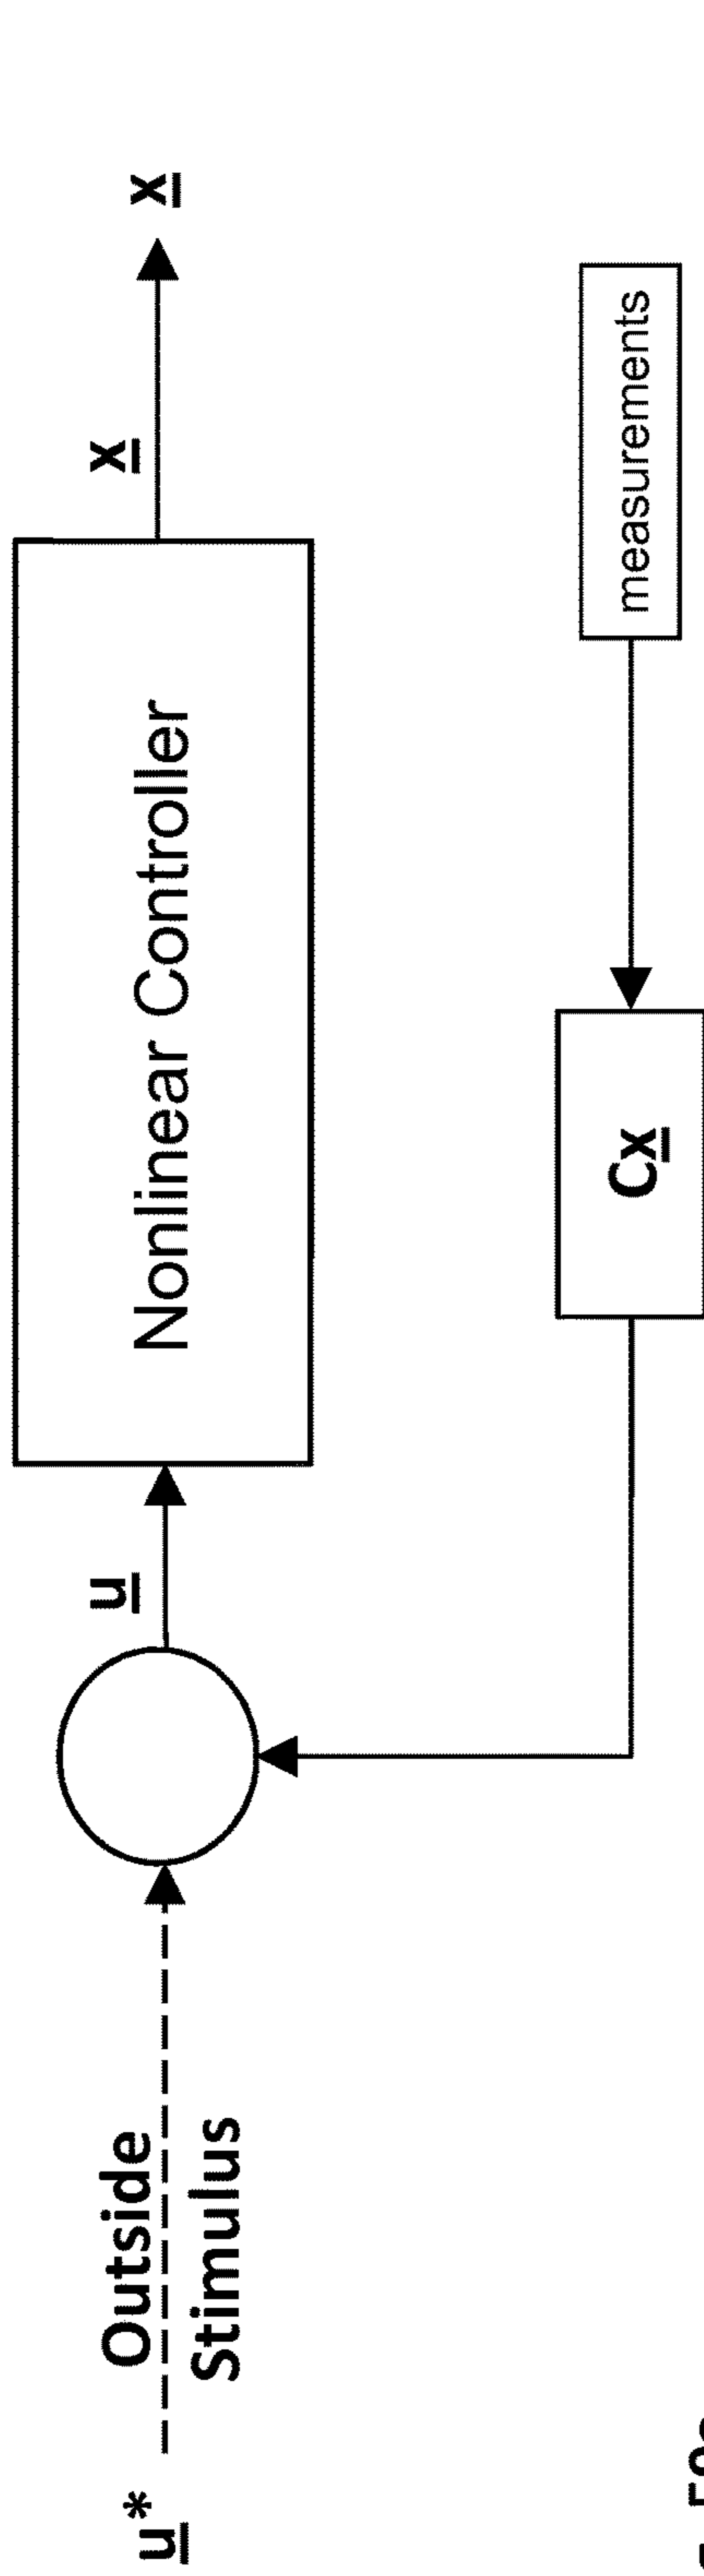 u* Outside
Stimulus
u
Nonlinear Controller
x
x
Cx
measurements